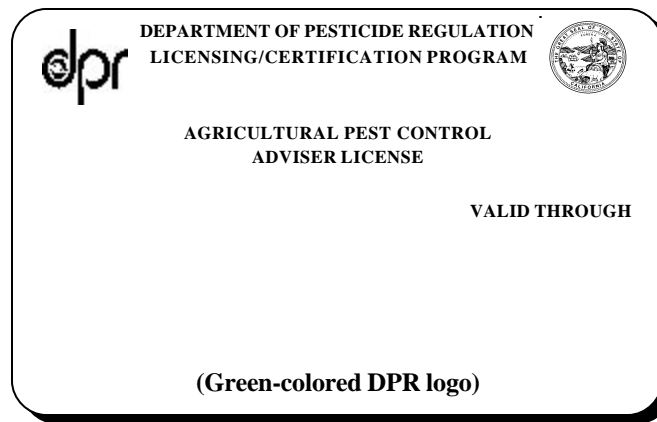 dpr
DEPARTMENT OF PESTICIDE REGULATION
LICENSING/CERTIFICATION PROGRAM
AGRICULTURAL PEST CONTROL
ADVISER LICENSE
VALID THROUGH
(Green-colored DPR logo)